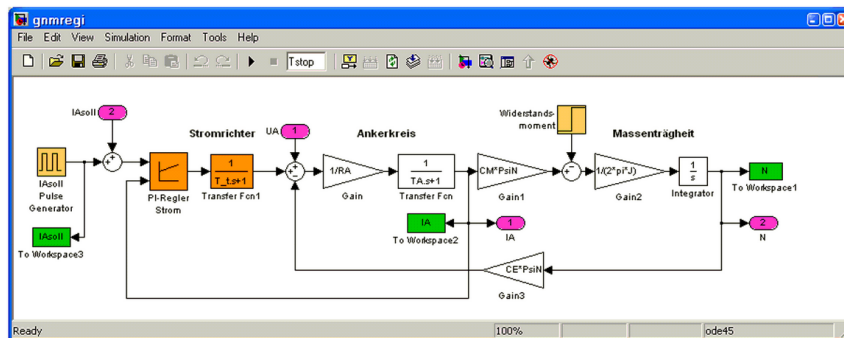 gnmregi
File Edit View Simulation Format Tools Help
Tstop
IAsoll
2
Stromrichter
UA
1
Ankerkreis
Widerstands-
moment
Massenträgheit
IAsoll
Pulse
Generator
PI-Regler
Strom
1
T_t.s+1
Transfer Fcn1
1/RA
Gain
1
TA.s+1
Transfer Fcn
CM*PsiN
Gain1
1/(2*pi*J)
Gain2
1
s
Integrator
N
To Workspace1
IAsoll
To Workspace3
IA
To Workspace2
1
IA
2
N
CE*PsiN
Gain3
Ready
100%
ode45